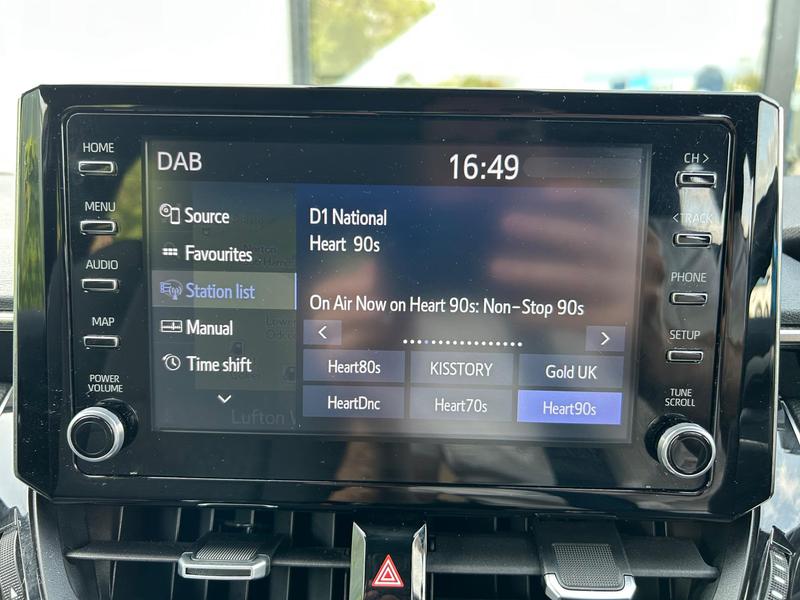 HOME
MENU
AUDIO
MAP
POWER
VOLUME
DAB
16:49
Source
Favourites
Station list
Manual
Time shift
Lufton
D1 National
Heart 90s
On Air Now on Heart 90s: Non-Stop 90s
< >
Heart80s KISSTORY Gold UK
HeartDnc Heart70s Heart90s
CH >
< TRACK
PHONE
SETUP
TUNE
SCROLL